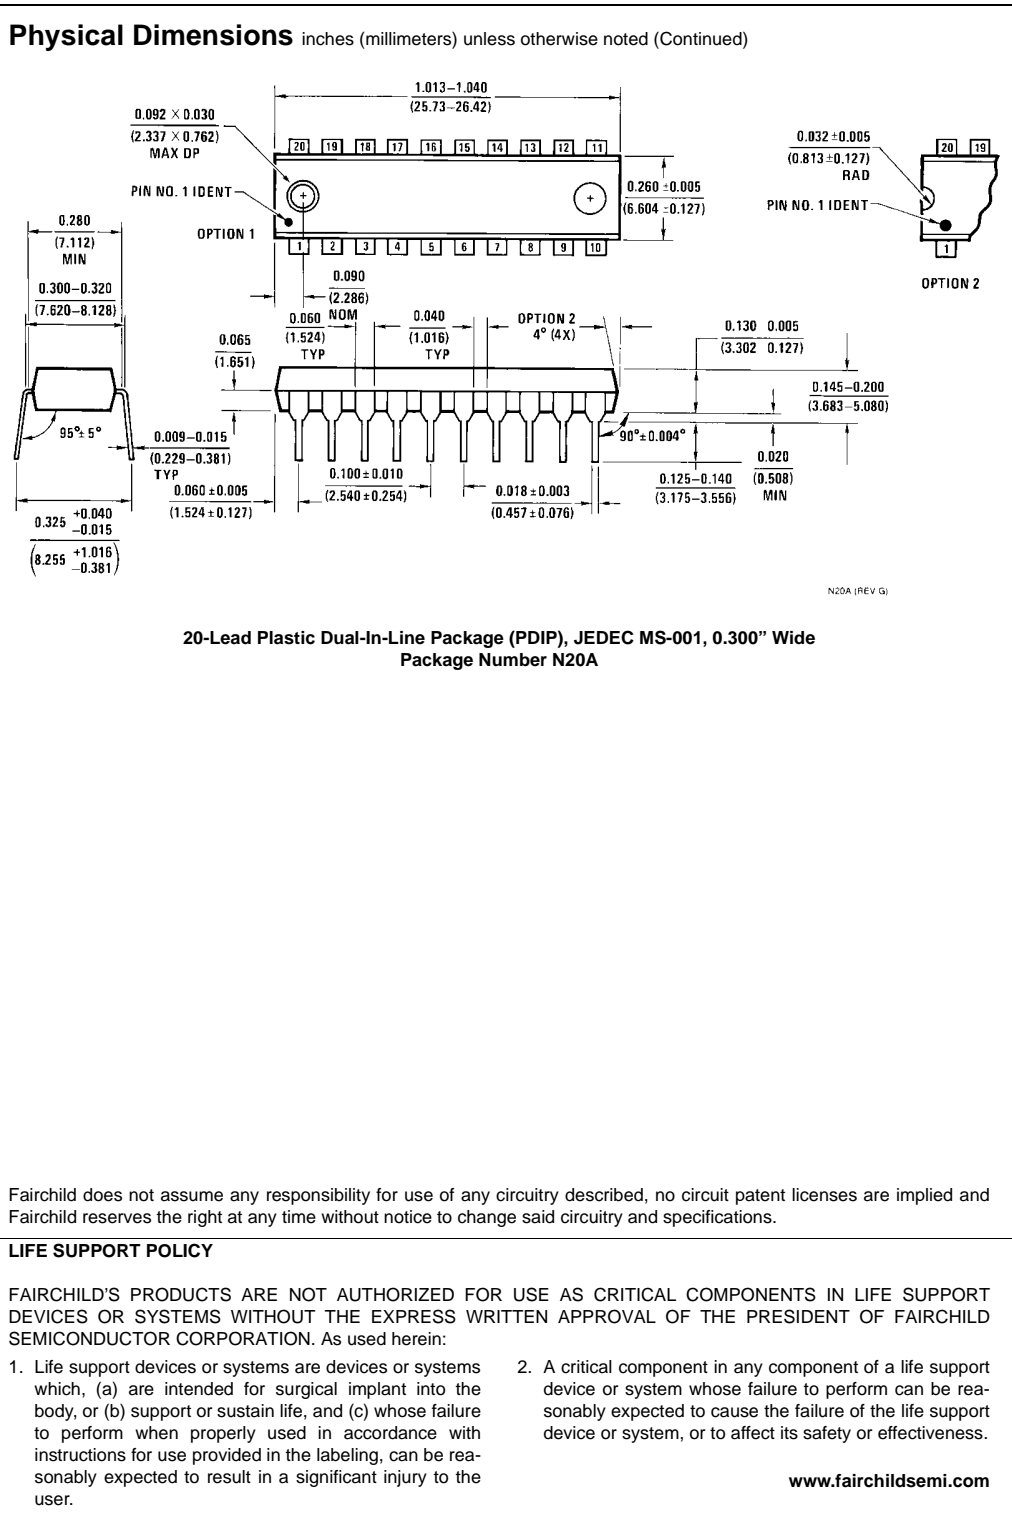 Physical Dimensions inches (millimeters) unless otherwise noted (Continued)
1.013–1.040
(25.73–26.42)
0.092 × 0.030
(2.337 × 0.762)
MAX DP
PIN NO. 1 IDENT
OPTION 1
20 19 18 17 16 15 14 13 12 11
1 2 3 4 5 6 7 8 9 10
0.260 ±0.005
(6.604 ±0.127)
0.032 ±0.005
(0.813 ±0.127)
RAD
PIN NO. 1 IDENT
20 19
1
OPTION 2
0.280
(7.112)
MIN
0.300–0.320
(7.620–8.128)
0.090
(2.286)
NOM
0.060
(1.524)
TYP
0.040
(1.016)
TYP
OPTION 2
4° (4X)
0.065
(1.651)
0.130 0.005
(3.302 0.127)
0.145–0.200
(3.683–5.080)
95°± 5°
0.009–0.015
(0.229–0.381)
TYP
90°± 0.004°
0.020
(0.508)
MIN
0.125–0.140
(3.175–3.556)
0.100 ± 0.010
(2.540 ± 0.254)
0.018 ± 0.003
(0.457 ± 0.076)
0.060 ± 0.005
(1.524 ± 0.127)
0.325 +0.040
–0.015
(8.255 +1.016
–0.381)
N20A (REV G)
20-Lead Plastic Dual-In-Line Package (PDIP), JEDEC MS-001, 0.300” Wide
Package Number N20A
Fairchild does not assume any responsibility for use of any circuitry described, no circuit patent licenses are implied and
Fairchild reserves the right at any time without notice to change said circuitry and specifications.
LIFE SUPPORT POLICY
FAIRCHILD’S PRODUCTS ARE NOT AUTHORIZED FOR USE AS CRITICAL COMPONENTS IN LIFE SUPPORT
DEVICES OR SYSTEMS WITHOUT THE EXPRESS WRITTEN APPROVAL OF THE PRESIDENT OF FAIRCHILD
SEMICONDUCTOR CORPORATION. As used herein:
1. Life support devices or systems are devices or systems
which, (a) are intended for surgical implant into the
body, or (b) support or sustain life, and (c) whose failure
to perform when properly used in accordance with
instructions for use provided in the labeling, can be rea-
sonably expected to result in a significant injury to the
user.
2. A critical component in any component of a life support
device or system whose failure to perform can be rea-
sonably expected to cause the failure of the life support
device or system, or to affect its safety or effectiveness.
www.fairchildsemi.com